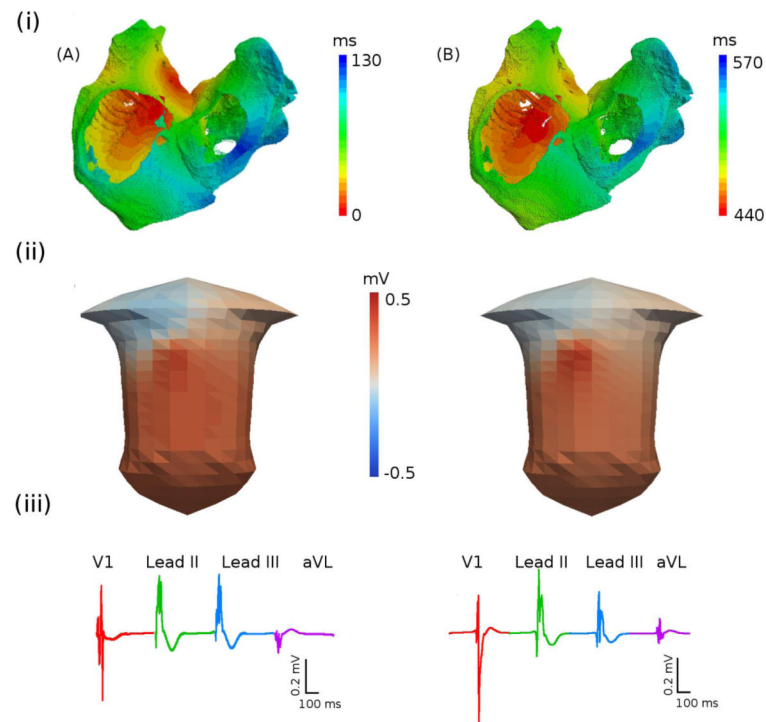 (i)
ms
(A)
130
0
ms
(B)
570
440
(ii)
mV
0.5
-0.5
(iii)
V1 Lead II Lead III aVL
0.2 mV
100 ms
V1 Lead II Lead III aVL
0.2 mV
100 ms